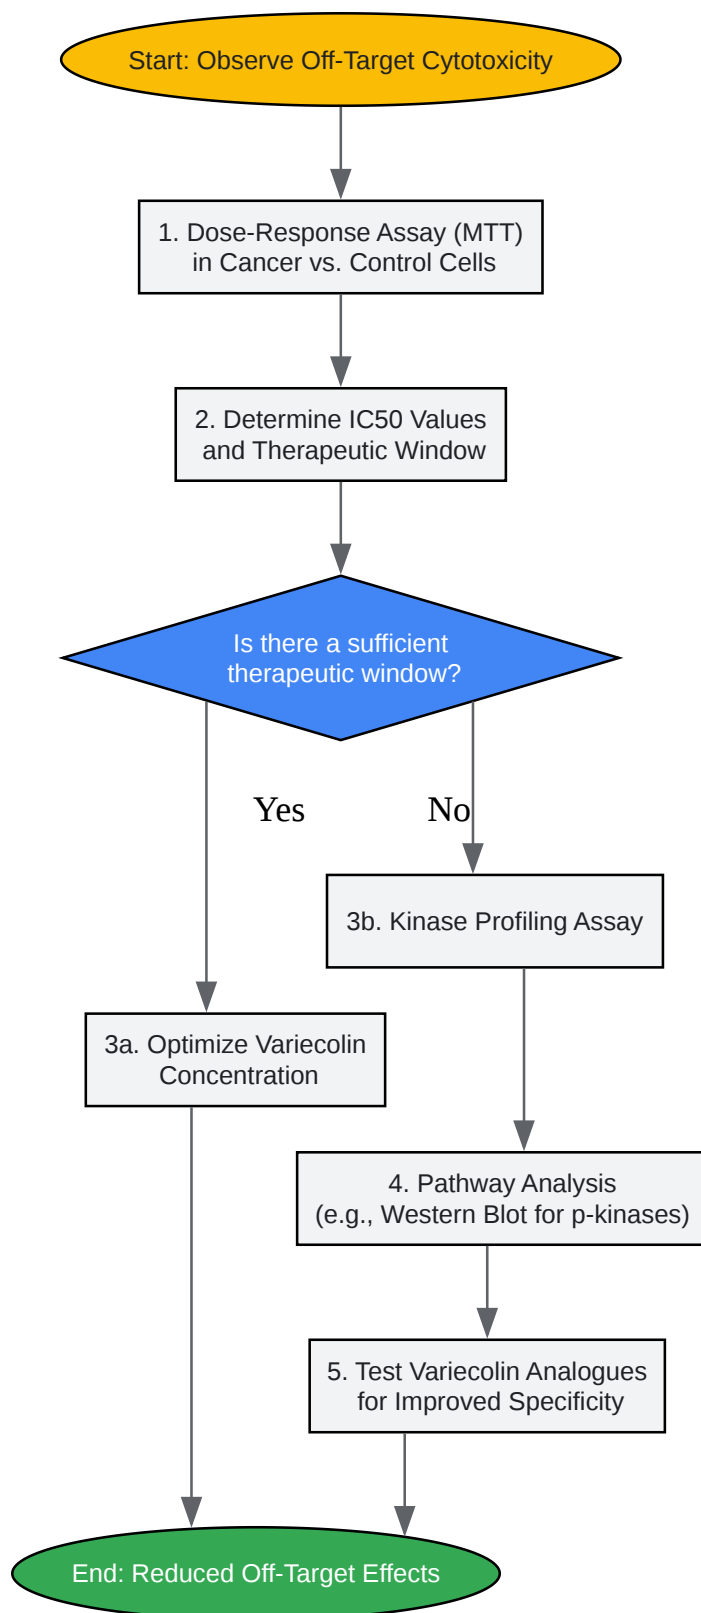 Start: Observe Off-Target Cytotoxicity
1. Dose-Response Assay (MTT)
in Cancer vs. Control Cells
2. Determine IC50 Values
and Therapeutic Window
Is there a sufficient
therapeutic window?
Yes
No
3b. Kinase Profiling Assay
3a. Optimize Variecolin
Concentration
4. Pathway Analysis
(e.g., Western Blot for p-kinases)
5. Test Variecolin Analogues
for Improved Specificity
End: Reduced Off-Target Effects